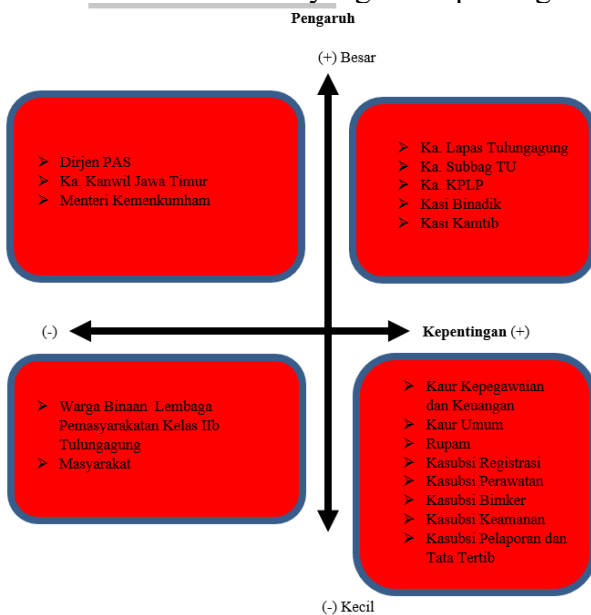 Pengaruh
(+) Besar
➤ Dirjen PAS
➤ Ka. Kanwil Jawa Timur
➤ Menteri Kemenkumham
➤ Ka. Lapas Tulungagung
➤ Ka. Subbag TU
➤ Ka. KPLP
➤ Kasi Binadik
➤ Kasi Kamtib
(-)
Kepentingan (+)
➤ Warga Binaan Lembaga
Pemasyarakatan Kelas IIb
Tulungagung
➤ Masyarakat
➤ Kaur Kepegawaian
dan Keuangan
➤ Kaur Umum
➤ Rupam
➤ Kasubsi Registrasi
➤ Kasubsi Perawatan
➤ Kasubsi Bimker
➤ Kasubsi Keamanan
➤ Kasubsi Pelaporan dan
Tata Tertib
(-) Kecil